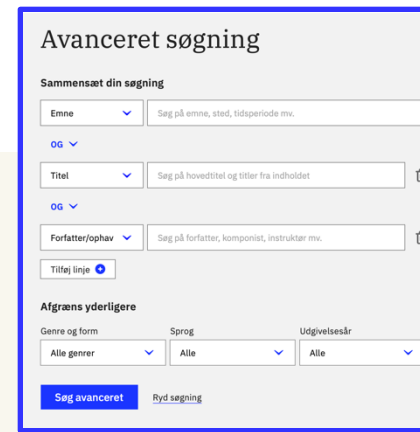 Avanceret søgning
Sammensæt din søgning
Emne Søg på emne, sted, tidsperiode mv.
OG
Titel Søg på hovedtitel og titler fra indholdet
OG
Forfatter/ophav Søg på forfatter, komponist, instruktør mv.
Tilføj linje
Afgræns yderligere
Genre og form Sprog Udgivelsesår
Alle genrer Alle Alle
Søg avanceret Ryd søgning